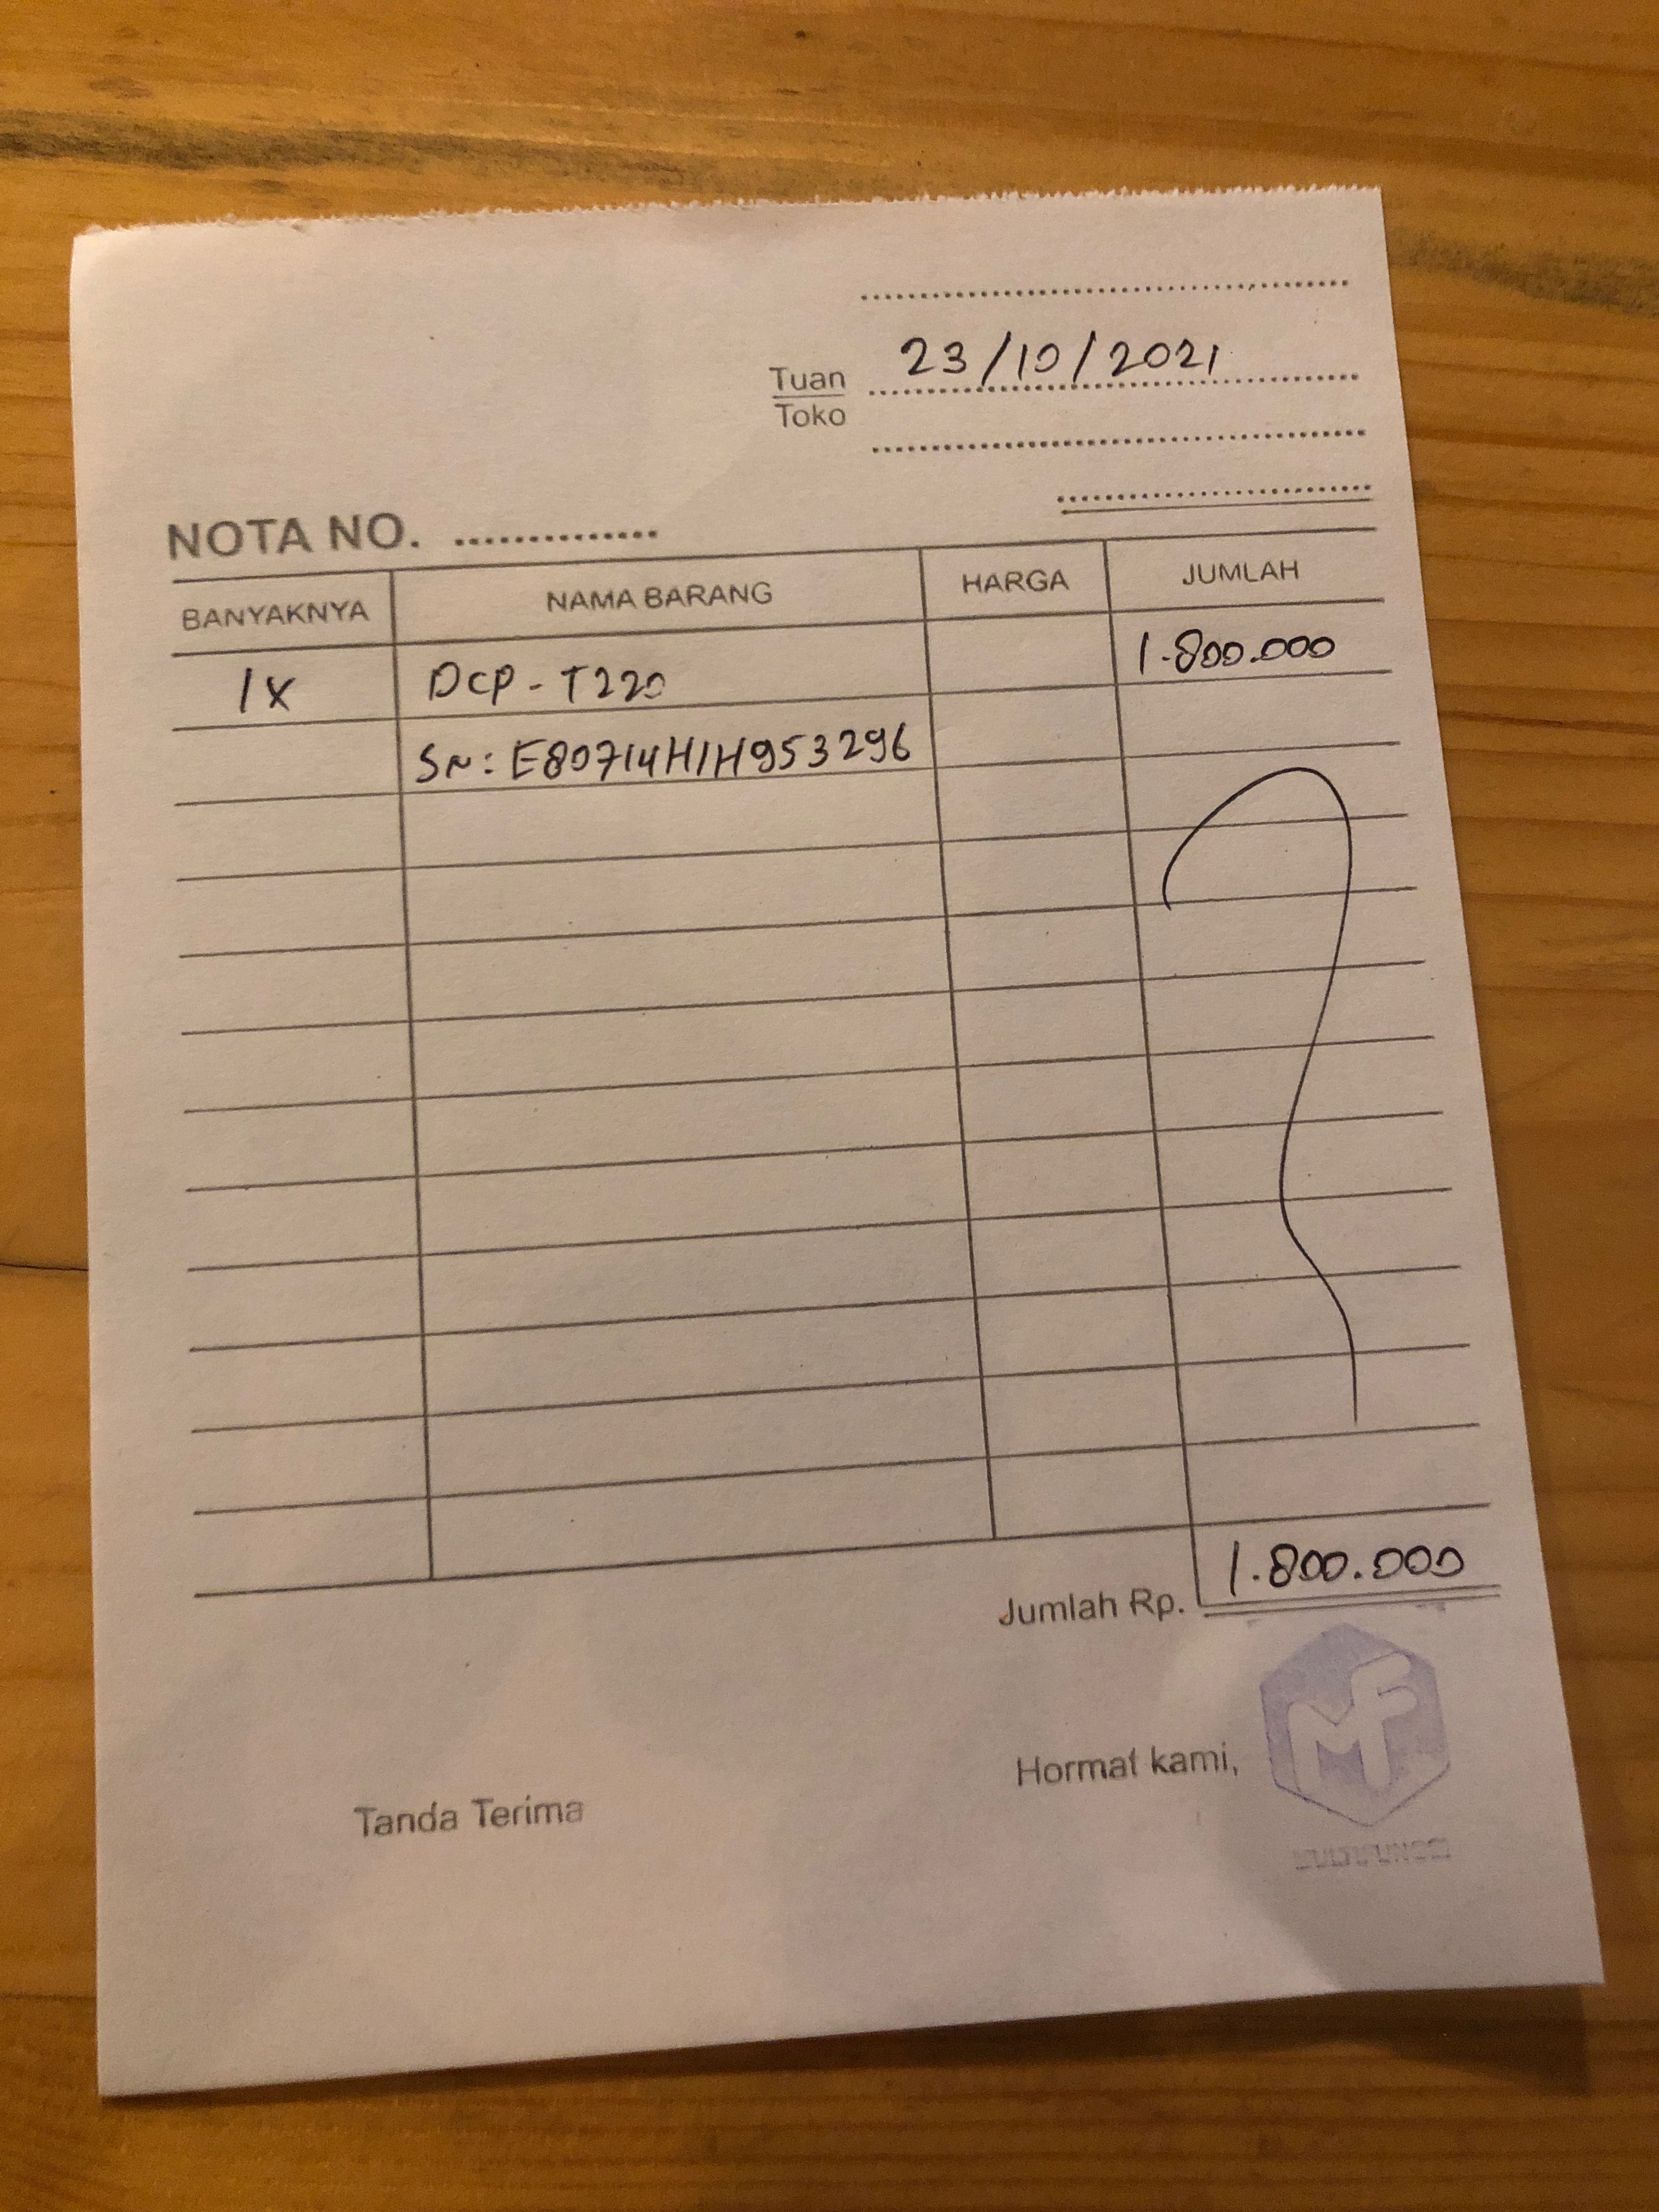 23/10/2021
Tuan
Toko
NOTA NO. ..............
BANYAKNYA NAMA BARANG HARGA JUMLAH
1X DCP - T220 1.800.000
SN: E80714H1H953296
Jumlah Rp. 1.800.000
Tanda Terima Hormat kami,
MF
MULTIFUNGSI